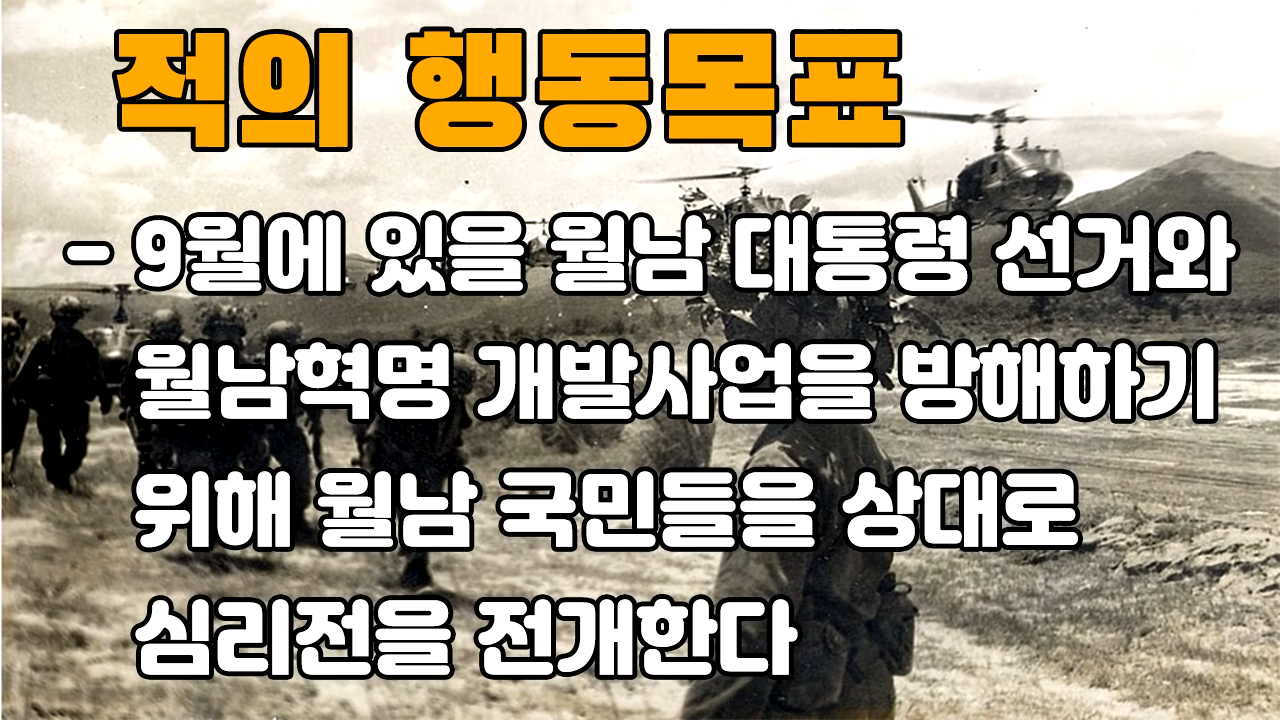 적의 행동목표
- 9월에 있을 월남 대통령 선거와
월남혁명 개발사업을 방해하기
위해 월남 국민들을 상대로
심리전을 전개한다